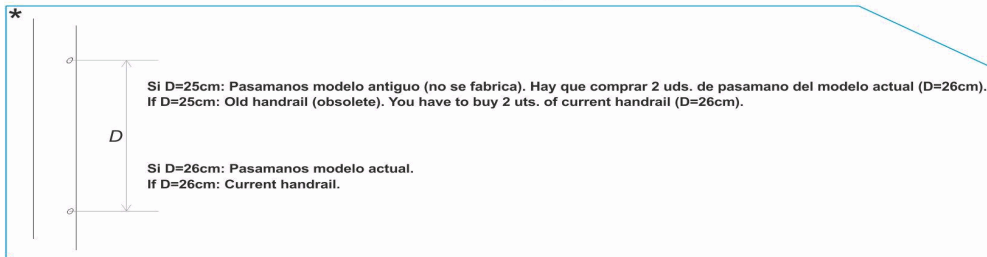 *
Si D=25cm: Pasamanos modelo antiguo (no se fabrica). Hay que comprar 2 uds. de pasamano del modelo actual (D=26cm).
If D=25cm: Old handrail (obsolete). You have to buy 2 uts. of current handrail (D=26cm).
D
Si D=26cm: Pasamanos modelo actual.
If D=26cm: Current handrail.